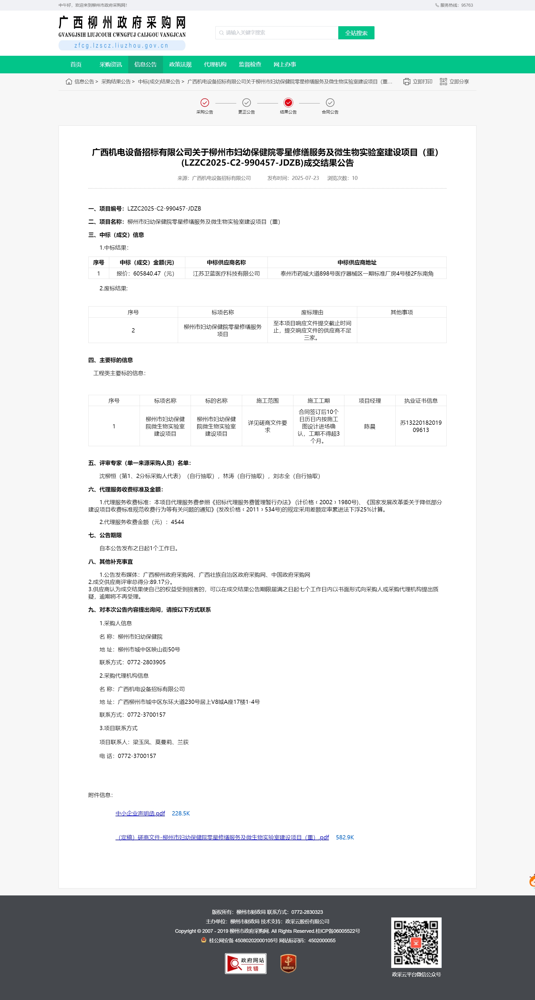 中午好，欢迎来到柳州市政府采购网！
服务热线：95763
广西柳州政府采购网
GVANGJSIH LIUJCOUH CWNGFUJ CAIJGOU VANGJCAN
zfcg.lzscz.liuzhou.gov.cn
请输入关键字搜索
全站搜索
首页 采购资讯 信息公告 政策法规 代理机构 监督检查 网上办事
信息公告 > 采购结果公告 > 中标(成交)结果公告 > 广西机电设备招标有限公司关于柳州市妇幼保健院零星修缮服务及微生物实验室建设项目（重... 立即打印 立即分享
采购公告 更正公告 结果公告 合同公告
广西机电设备招标有限公司关于柳州市妇幼保健院零星修缮服务及微生物实验室建设项目（重）
(LZZC2025-C2-990457-JDZB)成交结果公告
来源：广西机电设备招标有限公司 发布时间：2025-07-23 浏览次数：10
一、项目编号：LZZC2025-C2-990457-JDZB
二、项目名称：柳州市妇幼保健院零星修缮服务及微生物实验室建设项目（重）
三、中标（成交）信息
1.中标结果：
序号 中标（成交）金额(元) 中标供应商名称 中标供应商地址
1 报价：605840.47（元） 江苏卫蓝医疗科技有限公司 泰州市药城大道898号医疗器械区一期标准厂房4号楼2F东南角
2.废标结果:
序号 标项名称 废标理由 其他事项
2 柳州市妇幼保健院零星修缮服务
项目 至本项目响应文件提交截止时间
止，提交响应文件的供应商不足
三家。
四、主要标的信息
工程类主要标的信息：
序号 标项名称 标的名称 施工范围 施工工期 项目经理 执业证书信息
1 柳州市妇幼保健
院微生物实验室
建设项目 柳州市妇幼保健
院微生物实验室
建设项目 详见磋商文件要
求 合同签订后10个
日历日内按施工
图设计进场确
认，工期不得超3
个月。 陈晨 苏13220182019
09613
五、评审专家（单一来源采购人员）名单：
沈柳恒（第1、2分标采购人代表）（自行抽取），林涛（自行抽取），刘志全（自行抽取）
六、代理服务收费标准及金额：
1.代理服务收费标准：本项目代理服务费参照《招标代理服务费管理暂行办法》 (计价格﹝2002﹞1980号)、《国家发展改革委关于降低部分
建设项目收费标准规范收费行为等有关问题的通知》(发改价格﹝2011﹞534号)的规定采用差额定率累进法下浮25%计算。
2.代理服务收费金额（元）：4544
七、公告期限
自本公告发布之日起1个工作日。
八、其他补充事宜
1.公告发布媒体：广西柳州政府采购网、广西壮族自治区政府采购网、中国政府采购网
2.成交供应商评审总得分:89.17分。
3.供应商认为成交结果使自己的权益受到损害的，可以在成交结果公告期限届满之日起七个工作日内以书面形式向采购人或采购代理机构提出质
疑，逾期将不再受理。
九、对本次公告内容提出询问，请按以下方式联系
1.采购人信息
名 称：柳州市妇幼保健院
地 址：柳州市城中区映山街50号
联系方式：0772-2803905
2.采购代理机构信息
名 称：广西机电设备招标有限公司
地 址：广西柳州市城中区东环大道230号居上V8城A座17楼1-4号
联系方式：0772-3700157
3.项目联系方式
项目联系人：梁玉凤、莫曼莉、兰荻
电 话：0772-3700157
附件信息：
中小企业声明函.pdf 228.5K
（定稿）磋商文件-柳州市妇幼保健院零星修缮服务及微生物实验室建设项目（重）.pdf 582.9K
版权所有：柳州市财政局 联系方式：0772-2830323
主办单位：柳州市财政局 技术支持：政采云股份有限公司
Copyright © 2007 - 2019 柳州市政府采购网. All Rights Reserved.桂ICP备06005522号
桂公网安备 45080202000105号 网站标识码：4502000055
政府网站
找错
党政机关
政采云平台微信公众号